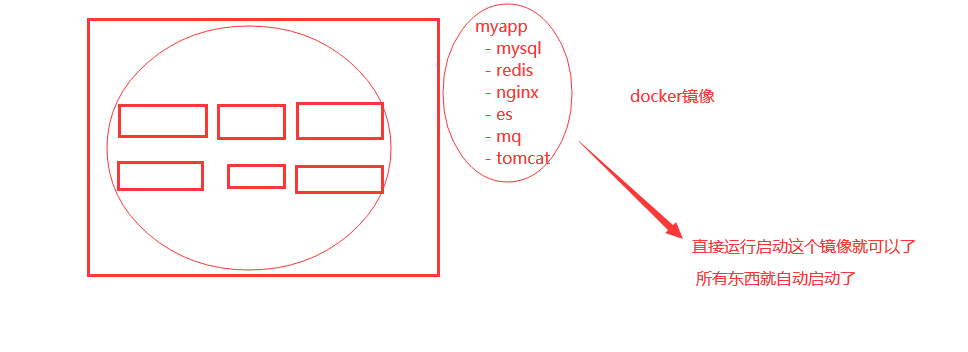 myapp
- mysql
- redis
- nginx
- es
- mq
- tomcat
docker镜像
直接运行启动这个镜像就可以了
所有东西就自动启动了